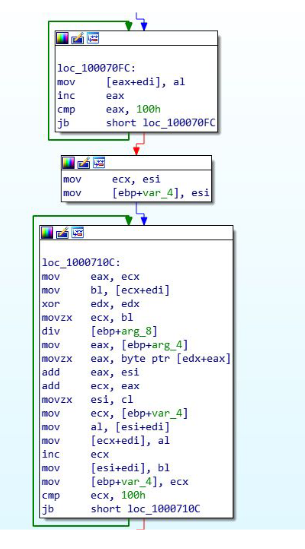 loc_100070FC:
mov [eax+edi], al
inc eax
cmp eax, 100h
jb short loc_100070FC
mov ecx, esi
mov [ebp+var_4], esi
loc_1000710C:
mov eax, ecx
mov bl, [ecx+edi]
xor edx, edx
movzx ecx, bl
div [ebp+arg_8]
mov eax, [ebp+arg_4]
movzx eax, byte ptr [edx+eax]
add eax, esi
add ecx, eax
movzx esi, cl
mov ecx, [ebp+var_4]
mov al, [esi+edi]
mov [ecx+edi], al
inc ecx
mov [esi+edi], bl
mov [ebp+var_4], ecx
cmp ecx, 100h
jb short loc_1000710C